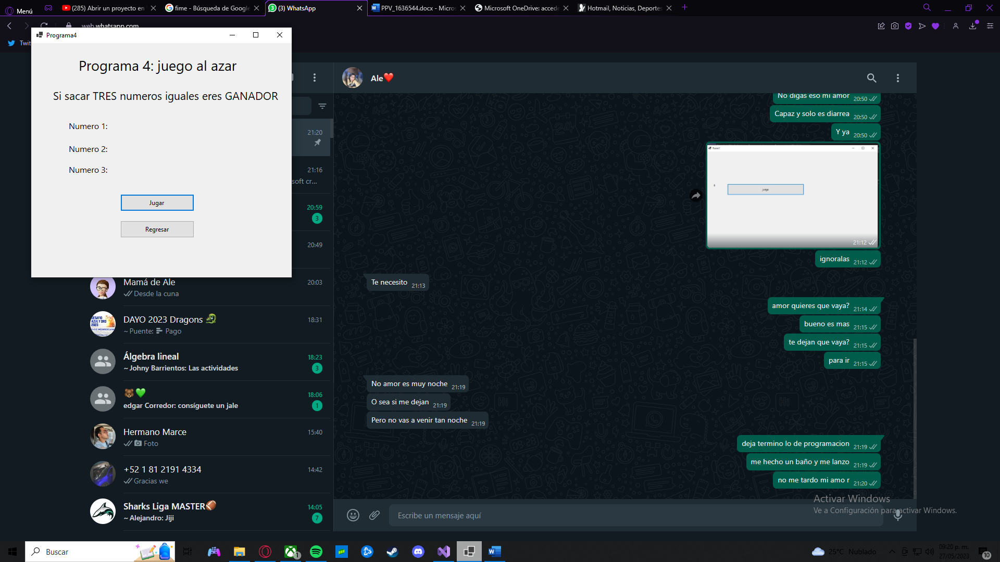 Menú
(285) Abrir un proyecto en
fime - Búsqueda de Google
(3) WhatsApp
PPV_1636544.docx - Micros
Microsoft OneDrive: accede
Hotmail, Noticias, Deportes
web.whatsapp.com
Twit
Programa4
Programa 4: juego al azar
Si sacar TRES numeros iguales eres GANADOR
Numero 1:
Numero 2:
Numero 3:
Jugar
Regresar
21:20
21:16
soft cr...
20:59
3
20:49
Mamá de Ale
20:03
Desde la cuna
DAYO 2023 Dragons 🐉
18:31
~ Puente: Pago
Álgebra lineal
18:23
~ Johny Barrientos: Las actividades
3
🐻💚
18:06
edgar Corredor: consíguete un jale
1
Hermano Marce
15:40
Foto
+52 1 81 2191 4334
14:42
Gracias we
Sharks Liga MASTER🏈
14:05
~ Alejandro: Jiji
7
Ale❤️
No digas eso mi amor 20:50
Capaz y solo es diarrea 20:50
Y ya 20:50
Form1
juego
21:12
ignoralas 21:12
Te necesito 21:13
amor quieres que vaya? 21:14
bueno es mas 21:15
te dejan que vaya? 21:15
para ir 21:15
No amor es muy noche 21:19
O sea si me dejan 21:19
Pero no vas a venir tan noche 21:19
deja termino lo de programacion 21:19
me hecho un baño y me lanzo 21:19
no me tardo mi amo r 21:20
Escribe un mensaje aquí
Activar Windows
Ve a Configuración para activar Windows.
Buscar
1
25°C Nublado
09:20 p. m.
27/05/2023
10